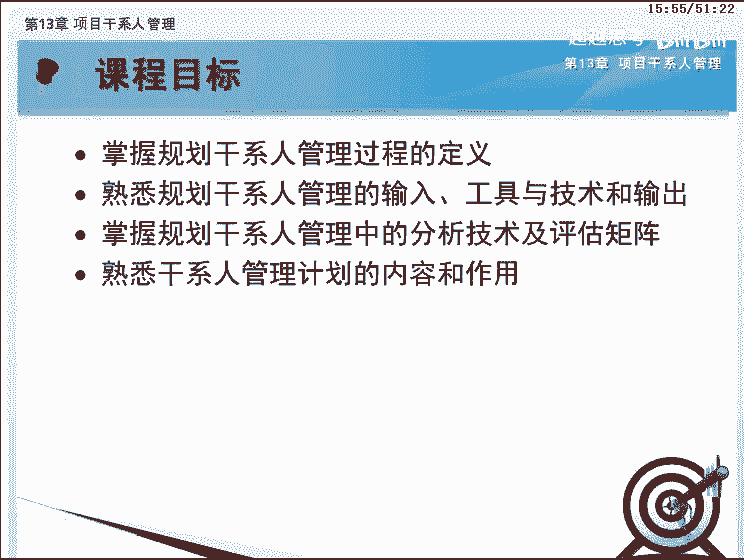 15:55/51:22
第13章 项目干系人管理
bilibili
课程目标
第13章 项目干系人管理
● 掌握规划干系人管理过程的定义
● 熟悉规划干系人管理的输入、工具与技术和输出
● 掌握规划干系人管理中的分析技术及评估矩阵
● 熟悉干系人管理计划的内容和作用